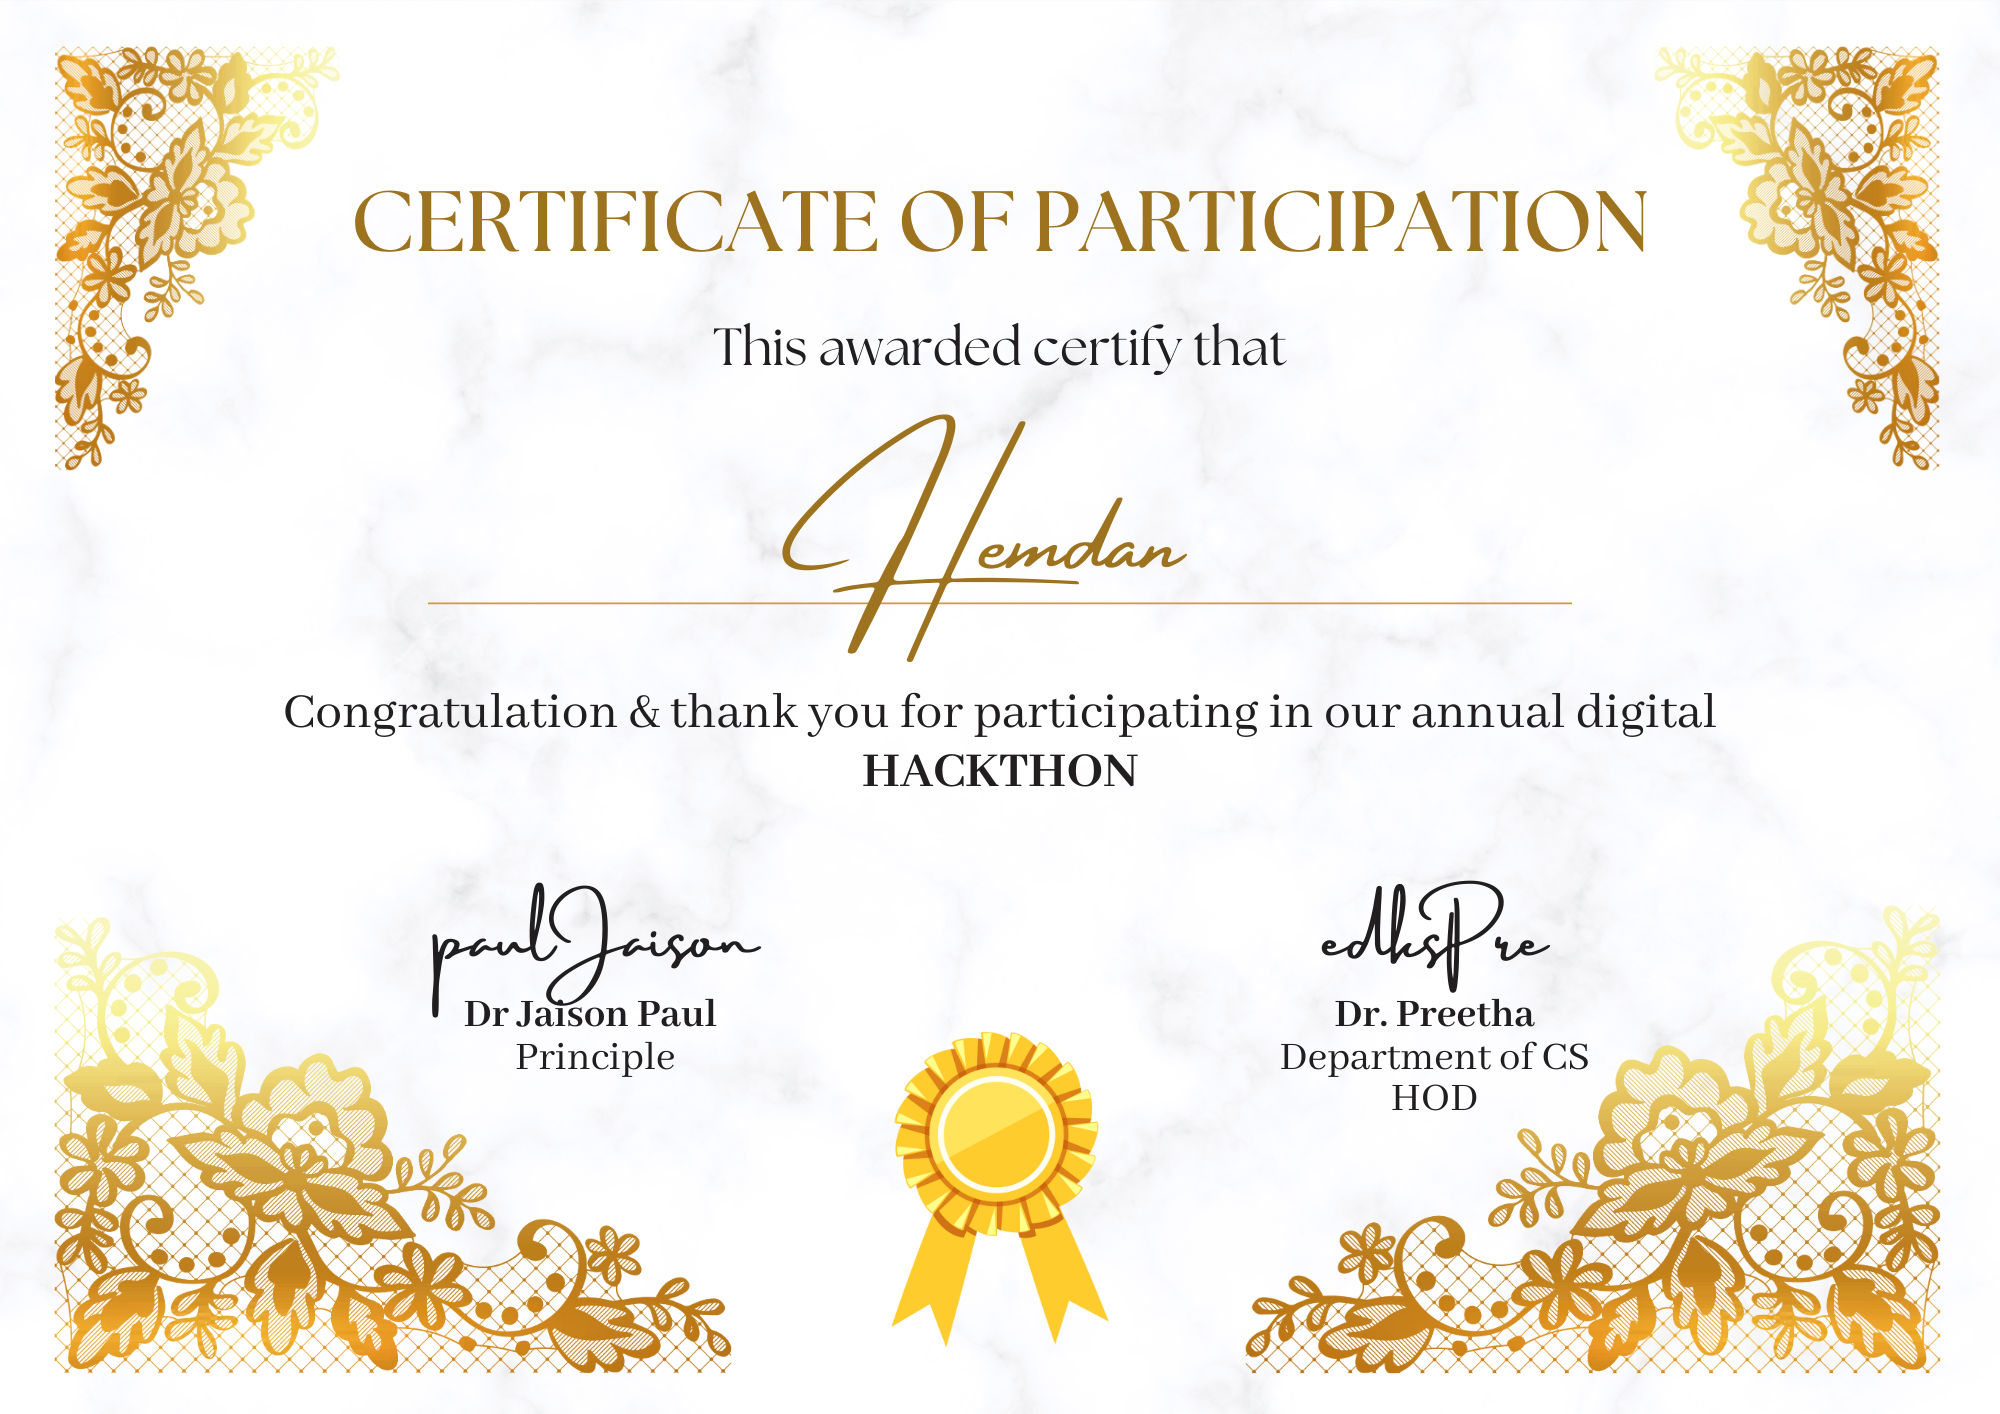 CERTIFICATE OF PARTICIPATION
This awarded certify that
Hemdan
Congratulation & thank you for participating in our annual digital
HACKTHON
paulJaison
Dr Jaison Paul
Principle
edksPre
Dr. Preetha
Department of CS
HOD